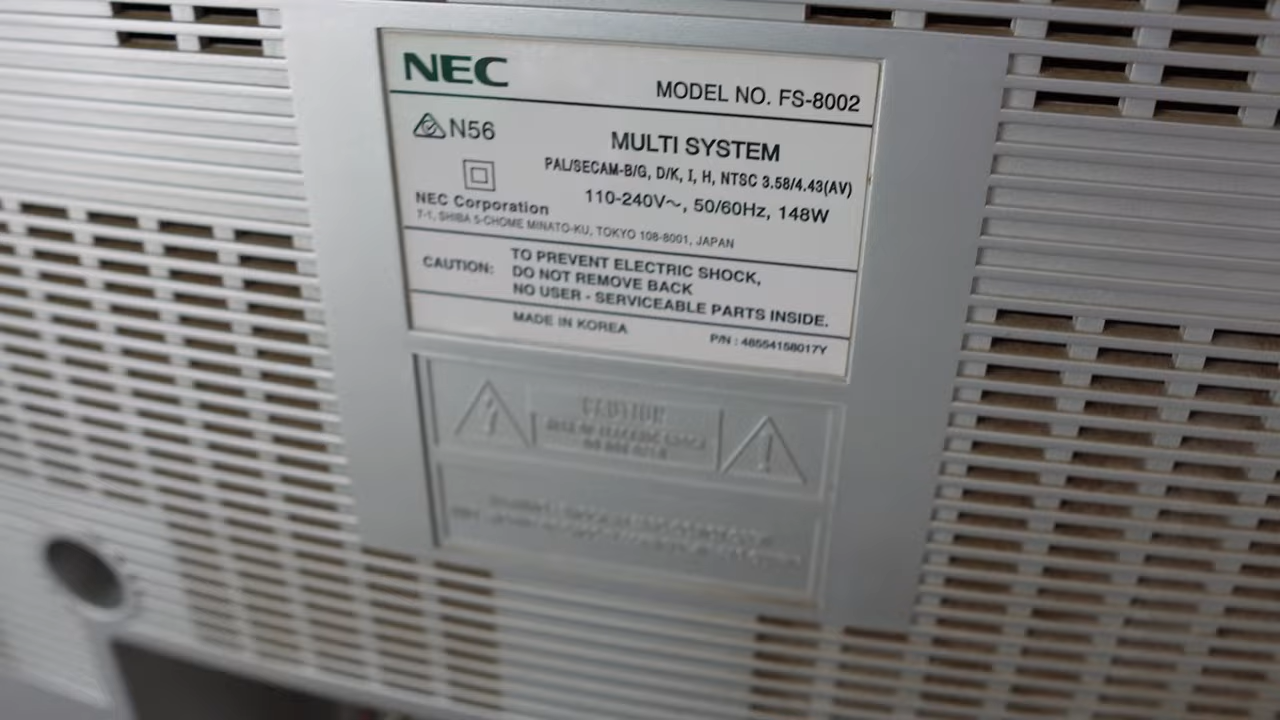 NEC
MODEL NO. FS-8002
N56
MULTI SYSTEM
PAL/SECAM-B/G, D/K, I, H, NTSC 3.58/4.43(AV)
110-240V~, 50/60Hz, 148W
NEC Corporation
7-1, SHIBA 5-CHOME MINATO-KU, TOKYO 108-8001, JAPAN
CAUTION:
TO PREVENT ELECTRIC SHOCK,
DO NOT REMOVE BACK
NO USER - SERVICEABLE PARTS INSIDE.
MADE IN KOREA
P/N : 48554158017Y
CAUTION